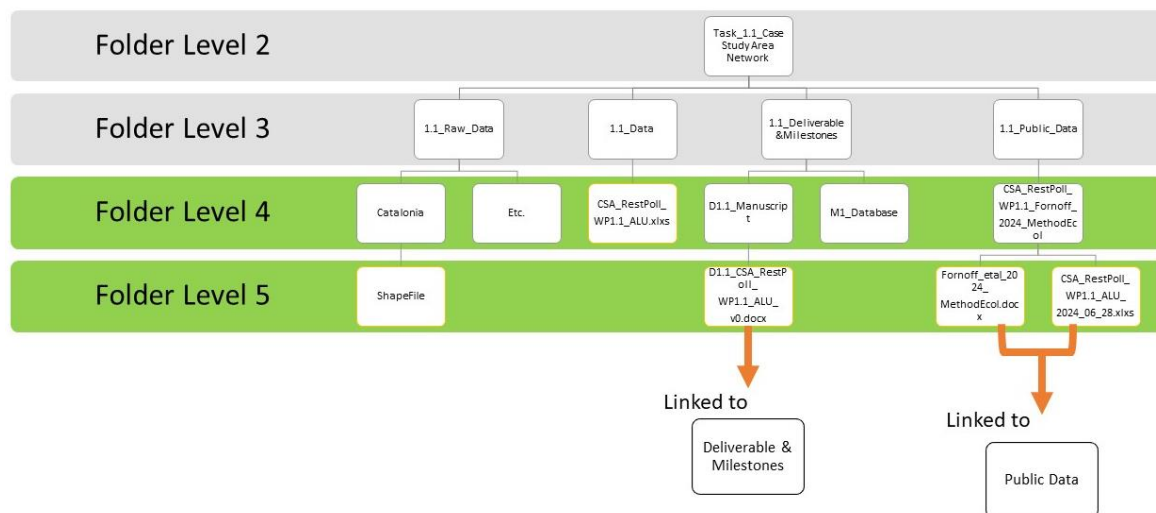 Folder Level 2
Task_1.1_Case
Study Area
Network
Folder Level 3
1.1_Raw_Data
1.1_Data
1.1_Deliverable
&Milestones
1.1_Public_Data
Folder Level 4
Catalonia
Etc.
CSA_RestPoll_
WP1.1_ALU.xlxs
D1.1_Manuscrip
t
M1_Database
CSA_RestPoll_
WP1.1_Fornoff_
2024_MethodEc
ol
Folder Level 5
ShapeFile
D1.1_CSA_RestP
oll_
WP1.1_ALU_
v0.docx
Fornoff_etal_20
24_
MethodEcol.doc
x
CSA_RestPoll_
WP1.1_ALU_
2024_06_28.xlxs
Linked to
Deliverable &
Milestones
Linked to
Public Data